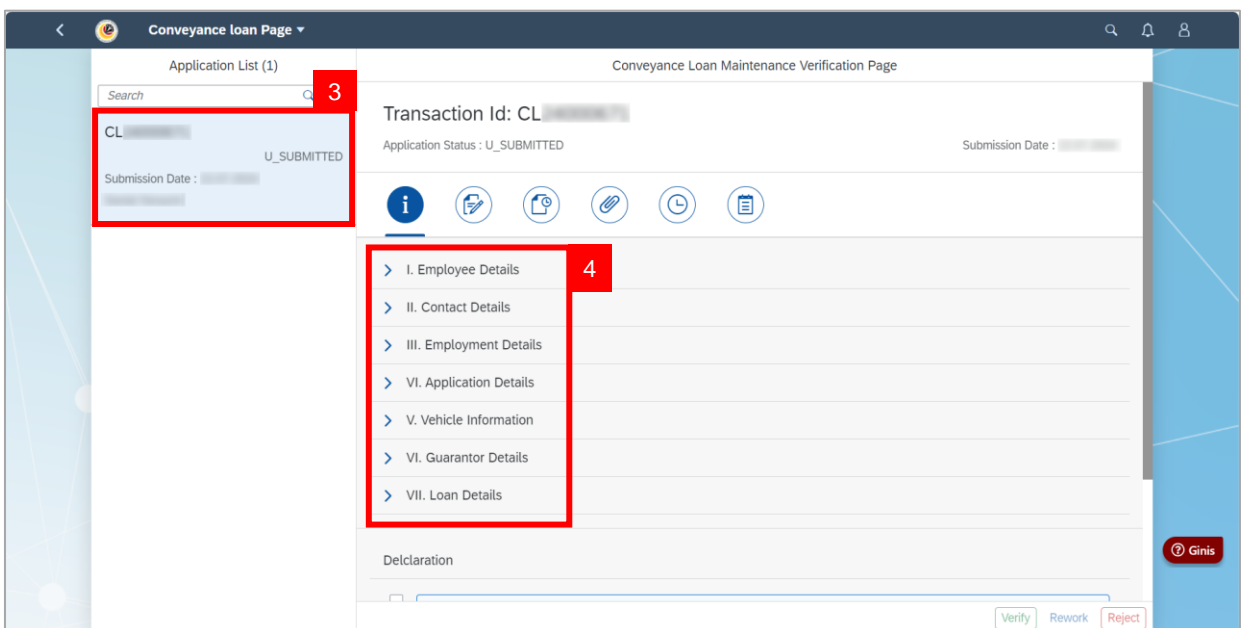 Conveyance loan Page
Application List (1)
Conveyance Loan Maintenance Verification Page
Search
3
CL
U_SUBMITTED
Submission Date :
Transaction Id: CL
Application Status : U_SUBMITTED
Submission Date :
4
I. Employee Details
II. Contact Details
III. Employment Details
VI. Application Details
V. Vehicle Information
VI. Guarantor Details
VII. Loan Details
Delclaration
Ginis
Verify Rework Reject